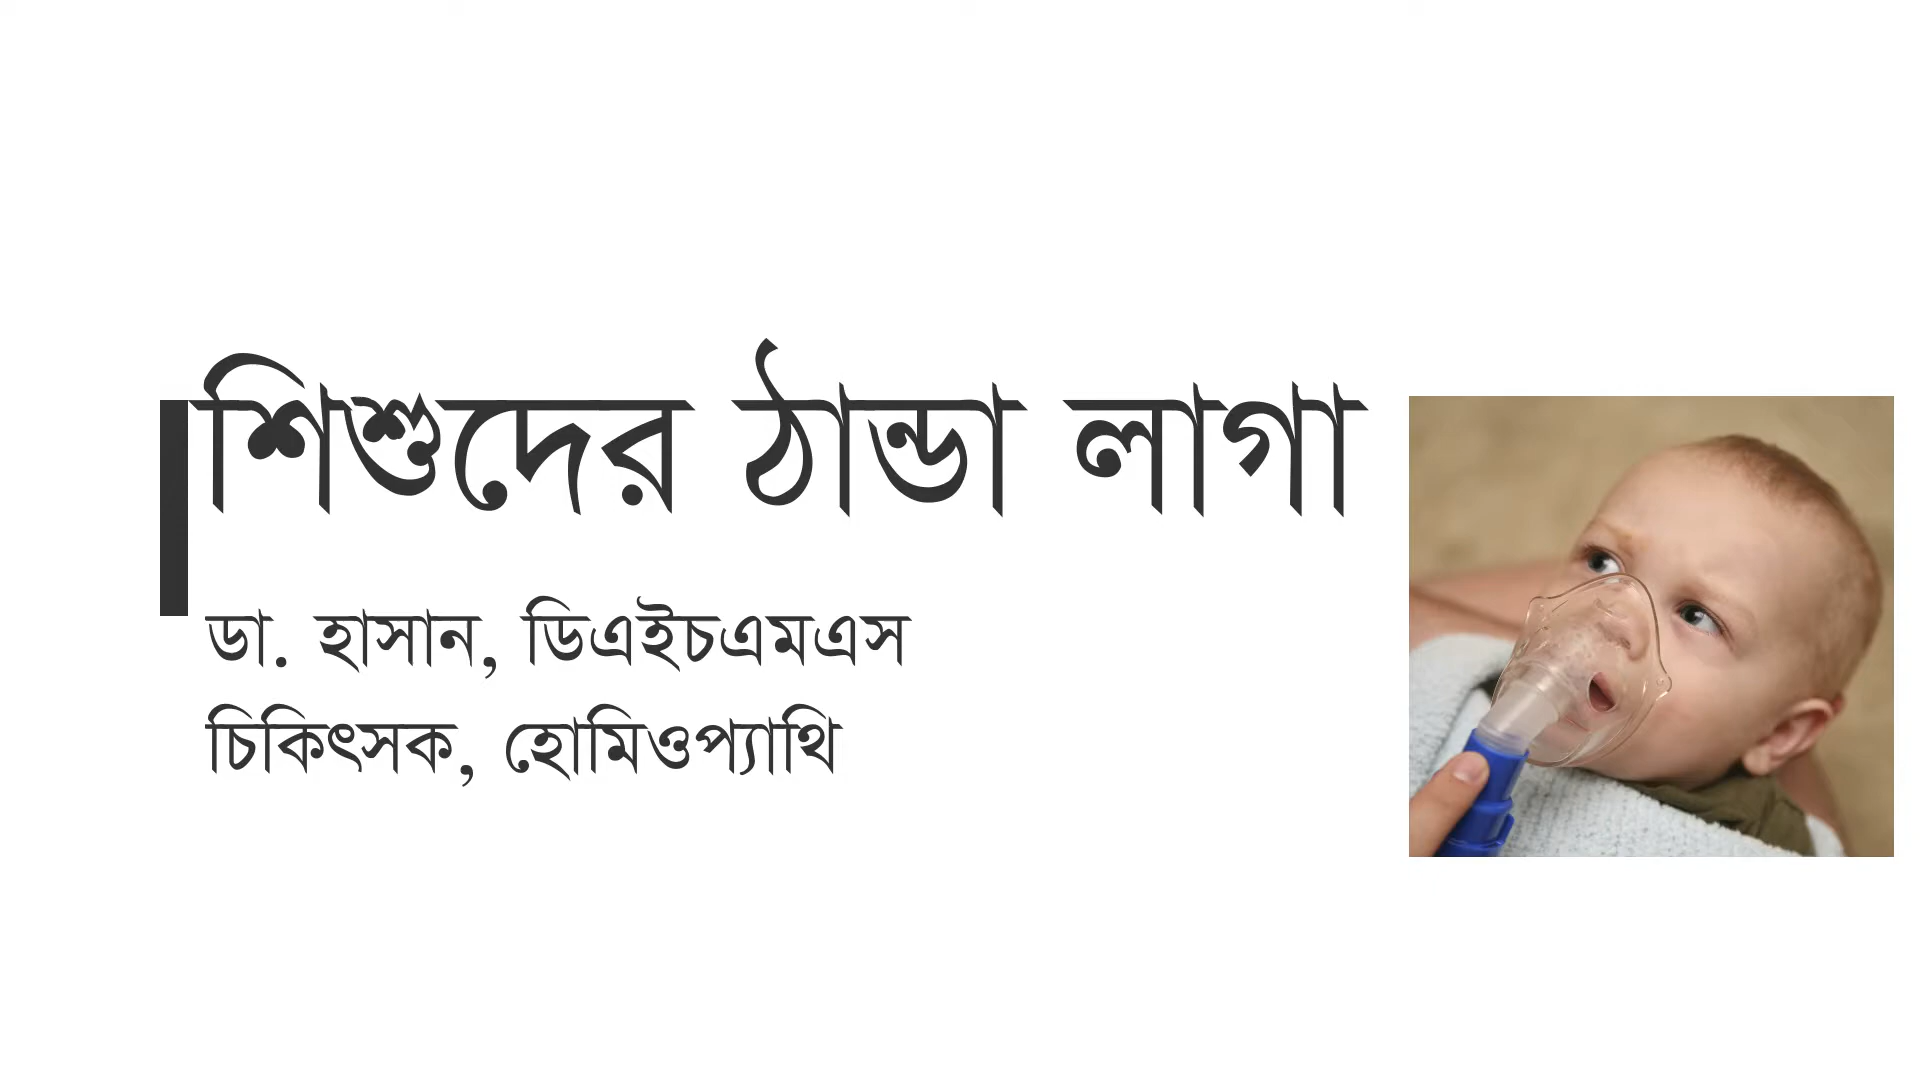 শিশুদের ঠান্ডা লাগা
ডা. হাসান, ডিএইচএমএস
চিকিৎসক, হোমিওপ্যাথি